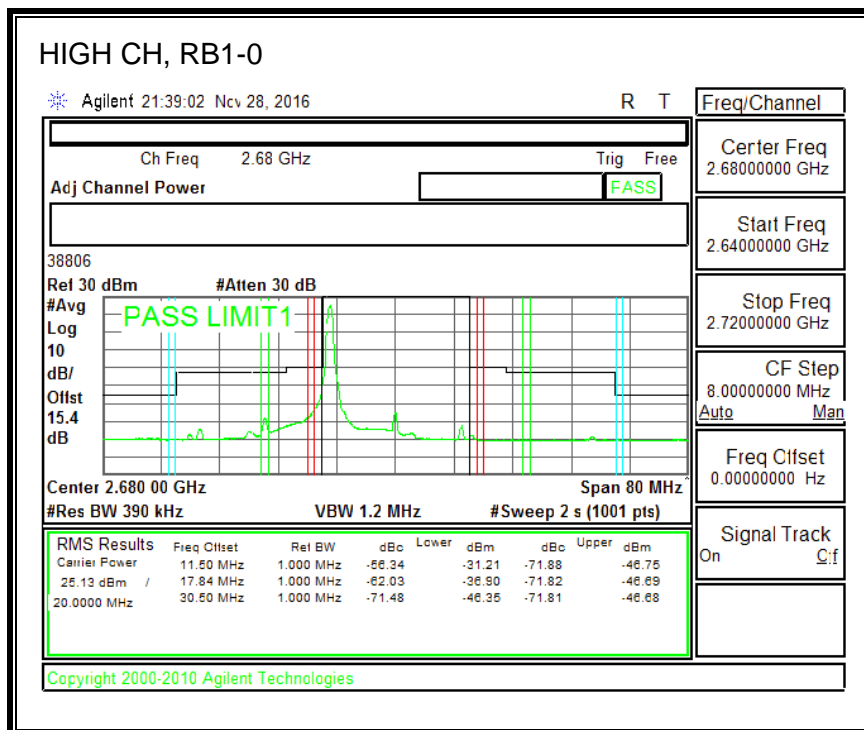 HIGH CH, RB1-0
Agilent 21:39:02 Nov 28, 2016 R T
Freq/Channel
Ch Freq 2.68 GHz Trig Free
Adj Channel Power PASS
Center Freq
2.68000000 GHz
Start Freq
2.64000000 GHz
Stop Freq
2.72000000 GHz
CF Step
8.00000000 MHz
Auto Man
Freq Offset
0.00000000 Hz
Signal Track
On Off
38806
Ref 30 dBm #Atten 30 dB
#Avg
Log
10
dB/
Offst
15.4
dB
PASS LIMIT1
Center 2.680 00 GHz Span 80 MHz
#Res BW 390 kHz VBW 1.2 MHz #Sweep 2 s (1001 pts)
RMS Results Freq Offset Ref BW dBc Lower dBm dBc Upper dBm
Carrier Power 11.50 MHz 1.000 MHz -56.34 -31.21 -71.88 -46.75
25.13 dBm / 17.84 MHz 1.000 MHz -62.03 -36.90 -71.82 -46.69
20.0000 MHz 30.50 MHz 1.000 MHz -71.48 -46.35 -71.81 -46.68
Copyright 2000-2010 Agilent Technologies